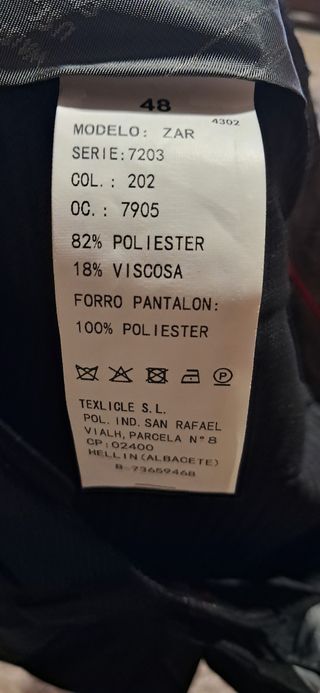 48
4302
MODELO: ZAR
SERIE:7203
COL.: 202
OC.: 7905
82% POLIESTER
18% VISCOSA
FORRO PANTALON:
100% POLIESTER
P
TEXLICLE S.L.
POL. IND. SAN RAFAEL
VIALH, PARCELA N°8
CP:02400
HELLIN(ALBACETE)
B-73659468